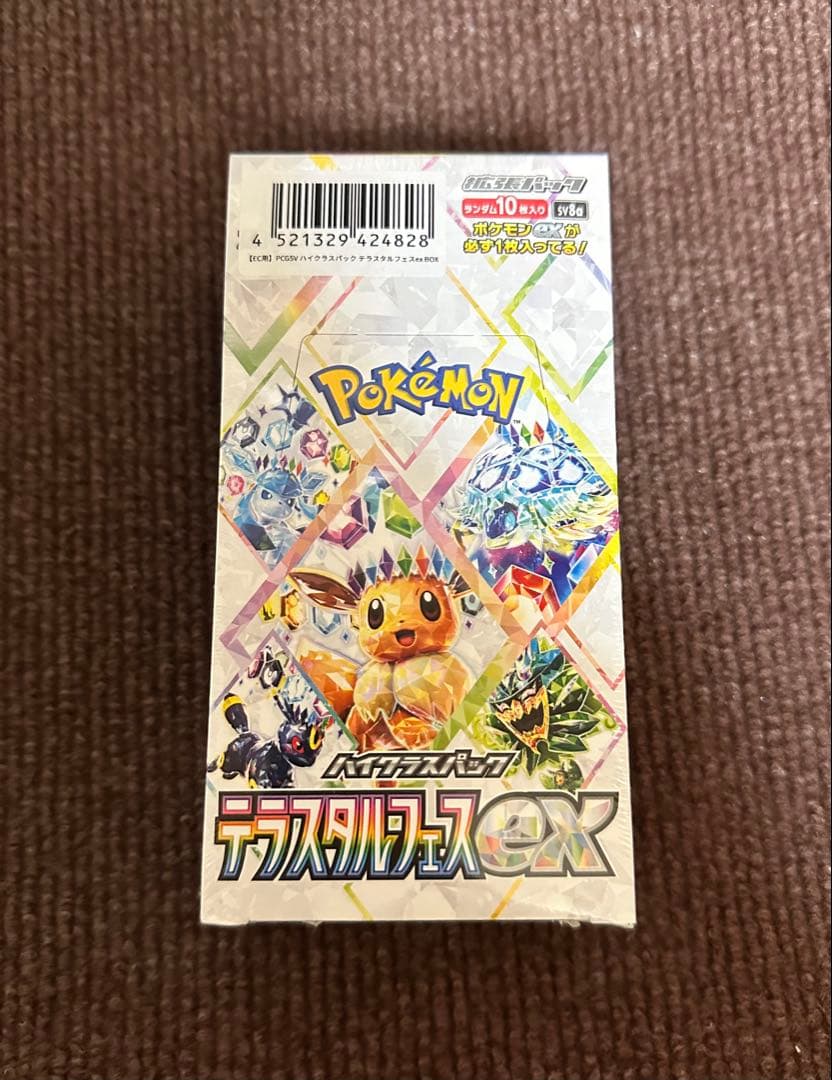 拡張パック
ランダム10枚入り sv8a
ポケモンexが
必ず1枚入ってる!
4 521329 424828
【EC用】PCGSV ハイクラスパック テラスタルフェスex BOX
POKéMON
TM
ハイクラスパック
テラスタルフェスex